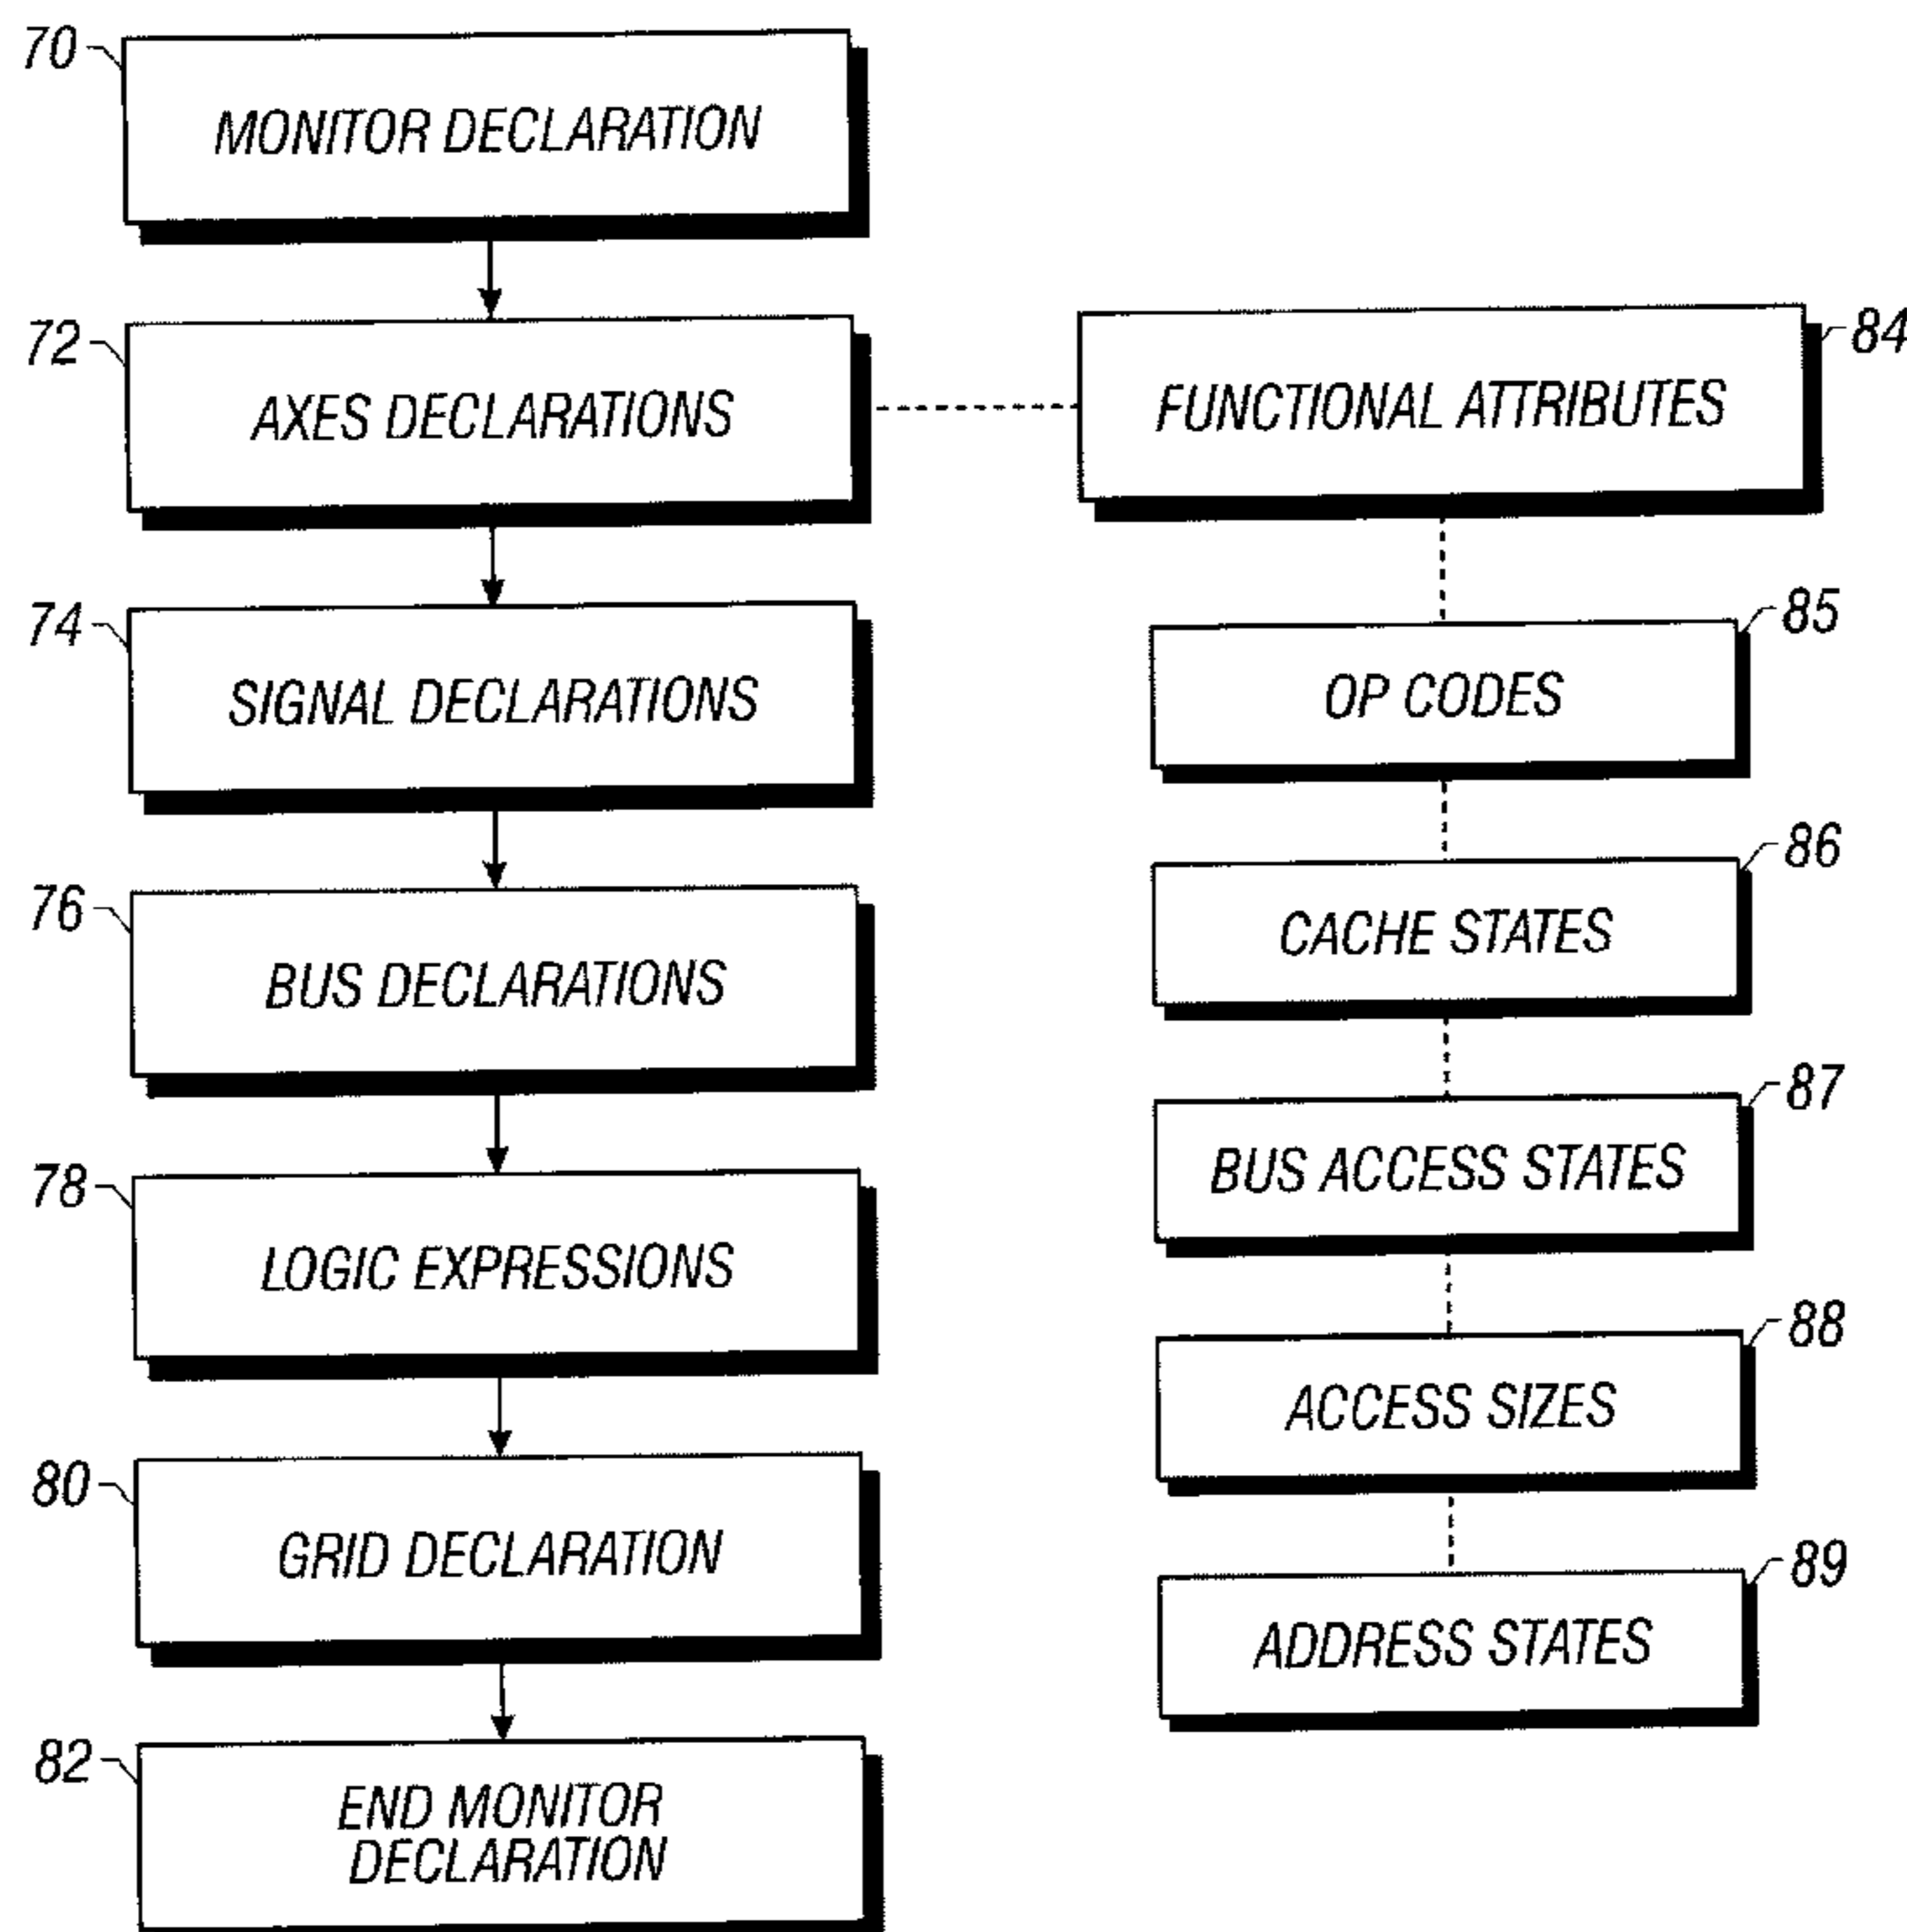 70
MONITOR DECLARATION
72
AXES DECLARATIONS
FUNCTIONAL ATTRIBUTES
84
74
SIGNAL DECLARATIONS
OP CODES
85
76
BUS DECLARATIONS
CACHE STATES
86
BUS ACCESS STATES
87
78
LOGIC EXPRESSIONS
ACCESS SIZES
88
80
GRID DECLARATION
ADDRESS STATES
89
82
END MONITOR
DECLARATION